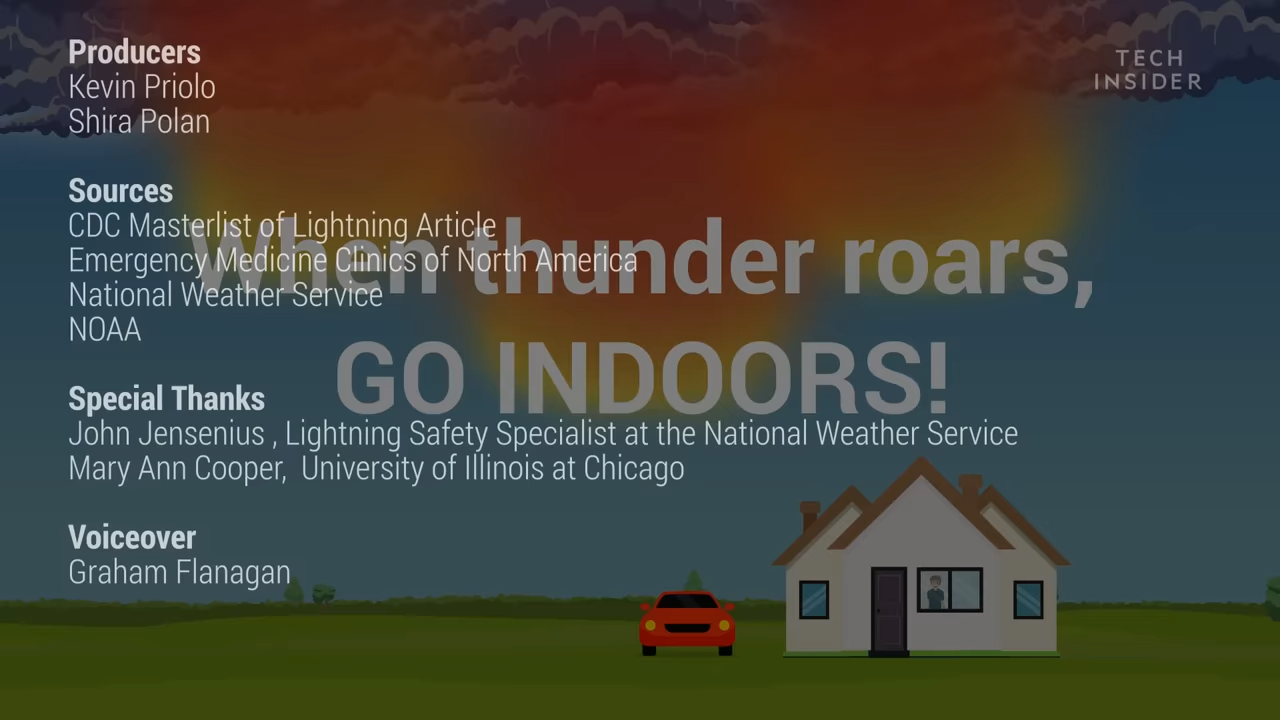 Producers
Kevin Priolo
Shira Polan
TECH
INSIDER
Sources
CDC Masterlist of Lightning Article
Emergency Medicine Clinics of North America
National Weather Service
NOAA
When thunder roars,
GO INDOORS!
Special Thanks
John Jensenius , Lightning Safety Specialist at the National Weather Service
Mary Ann Cooper, University of Illinois at Chicago
Voiceover
Graham Flanagan